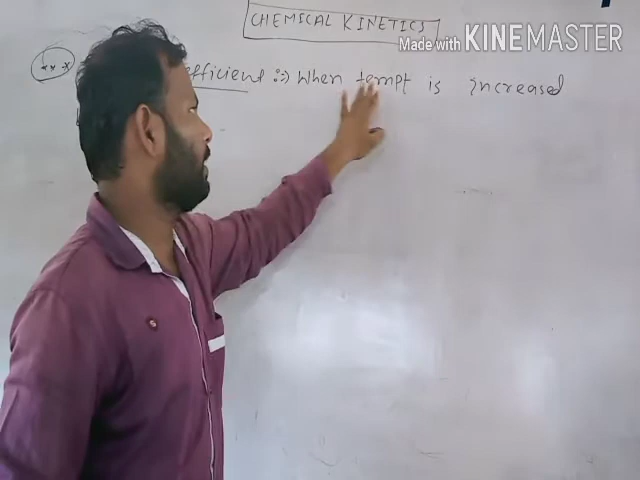 CHEMICAL KINETICS
Made with KINEMASTER
efficient :-) When tempt is increased